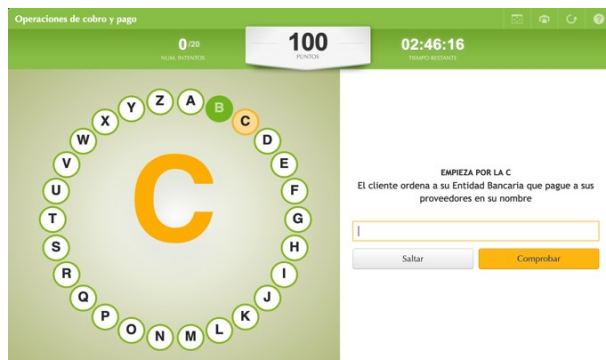 Operaciones de cobro y pago
0/20
NUM. INTENTOS
100
PUNTOS
02:46:16
TIEMPO RESTANTE
A
B
C
D
E
F
G
H
I
J
K
L
M
N
O
P
Q
R
S
T
U
V
W
X
Y
Z
C
EMPIEZA POR LA C
El cliente ordena a su Entidad Bancaria que pague a sus
proveedores en su nombre
Saltar
Comprobar